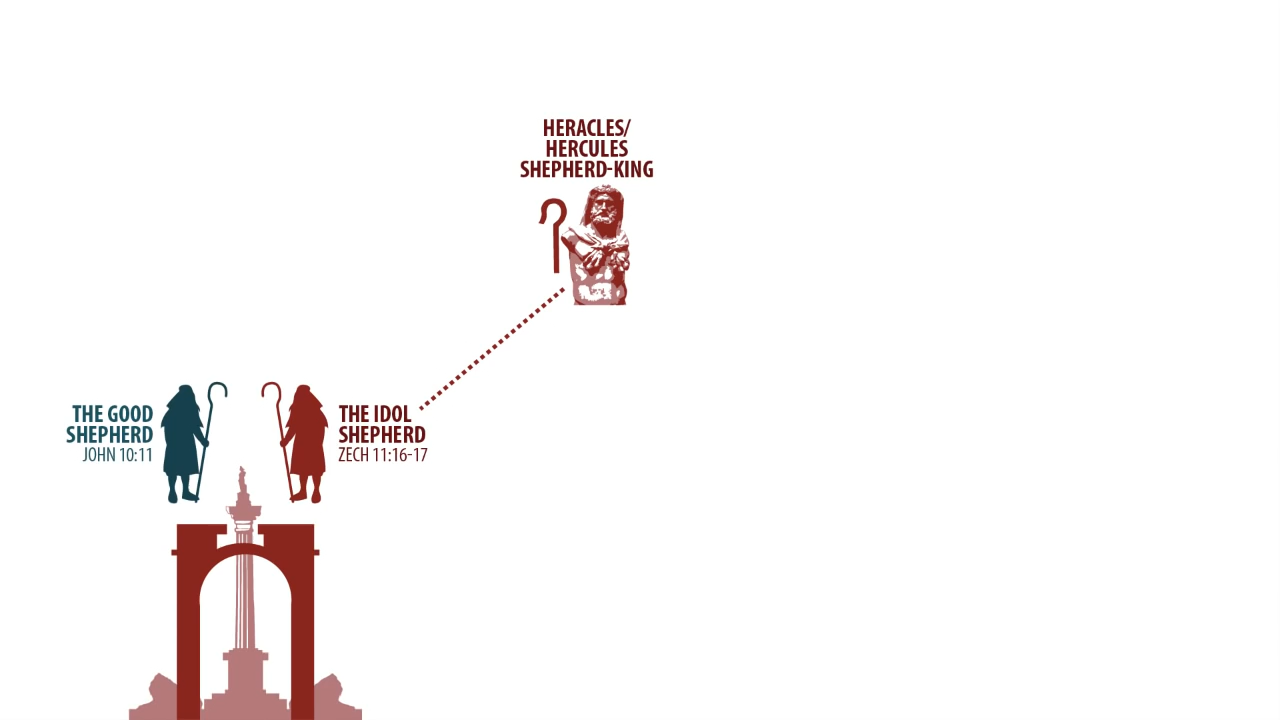 HERACLES/
HERCULES
SHEPHERD-KING
THE GOOD
SHEPHERD
JOHN 10:11
THE IDOL
SHEPHERD
ZECH 11:16-17